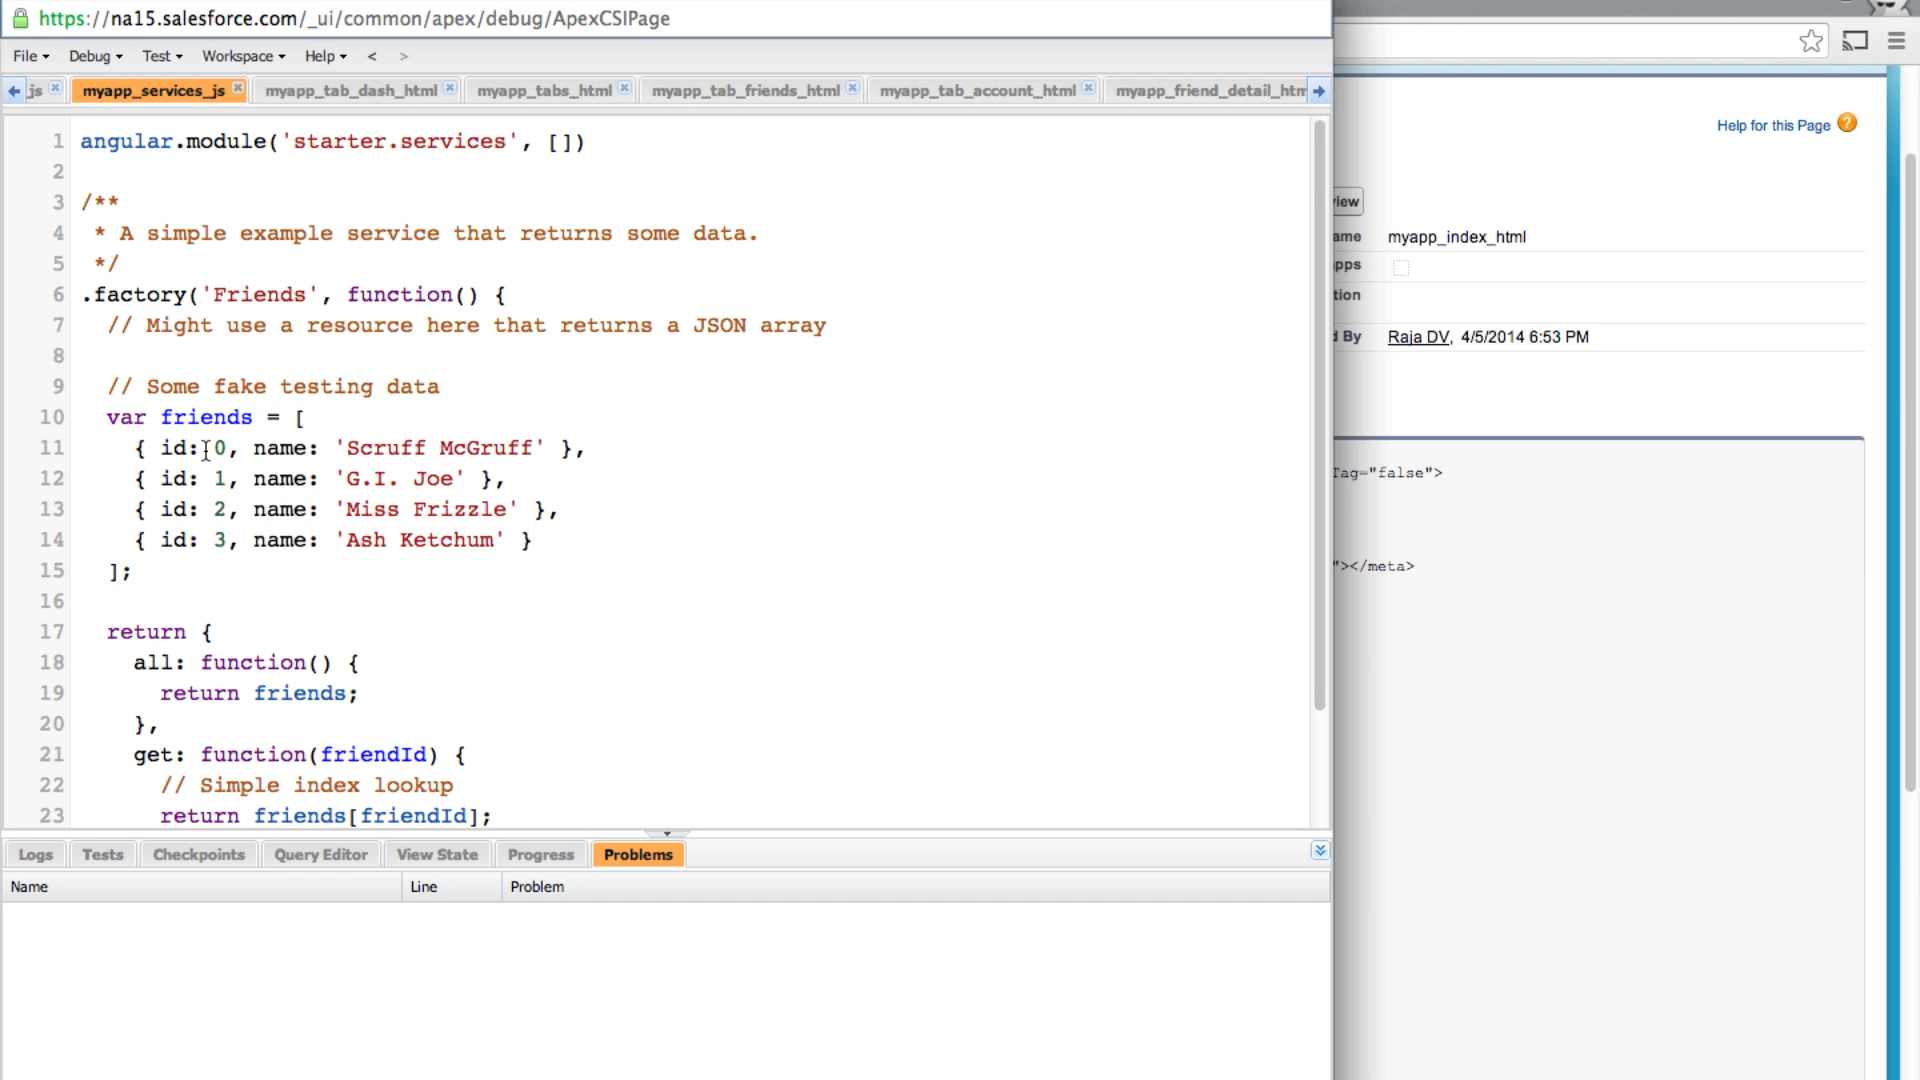 https://na15.salesforce.com/_ui/common/apex/debug/ApexCSIPage
File Debug Test Workspace Help < >
js myapp_services_js myapp_tab_dash_html myapp_tabs_html myapp_tab_friends_html myapp_tab_account_html myapp_friend_detail_htm
1 angular.module('starter.services', [])
2
3 /**
4 * A simple example service that returns some data.
5 */
6 .factory('Friends', function() {
7 // Might use a resource here that returns a JSON array
8
9 // Some fake testing data
10 var friends = [
11 { id: 0, name: 'Scruff McGruff' },
12 { id: 1, name: 'G.I. Joe' },
13 { id: 2, name: 'Miss Frizzle' },
14 { id: 3, name: 'Ash Ketchum' }
15 ];
16
17 return {
18 all: function() {
19 return friends;
20 },
21 get: function(friendId) {
22 // Simple index lookup
23 return friends[friendId];
Logs Tests Checkpoints Query Editor View State Progress Problems
Name Line Problem
Help for this Page ?
view
ame myapp_index_html
pps
tion
d By Raja DV, 4/5/2014 6:53 PM
Tag="false">
"></meta>